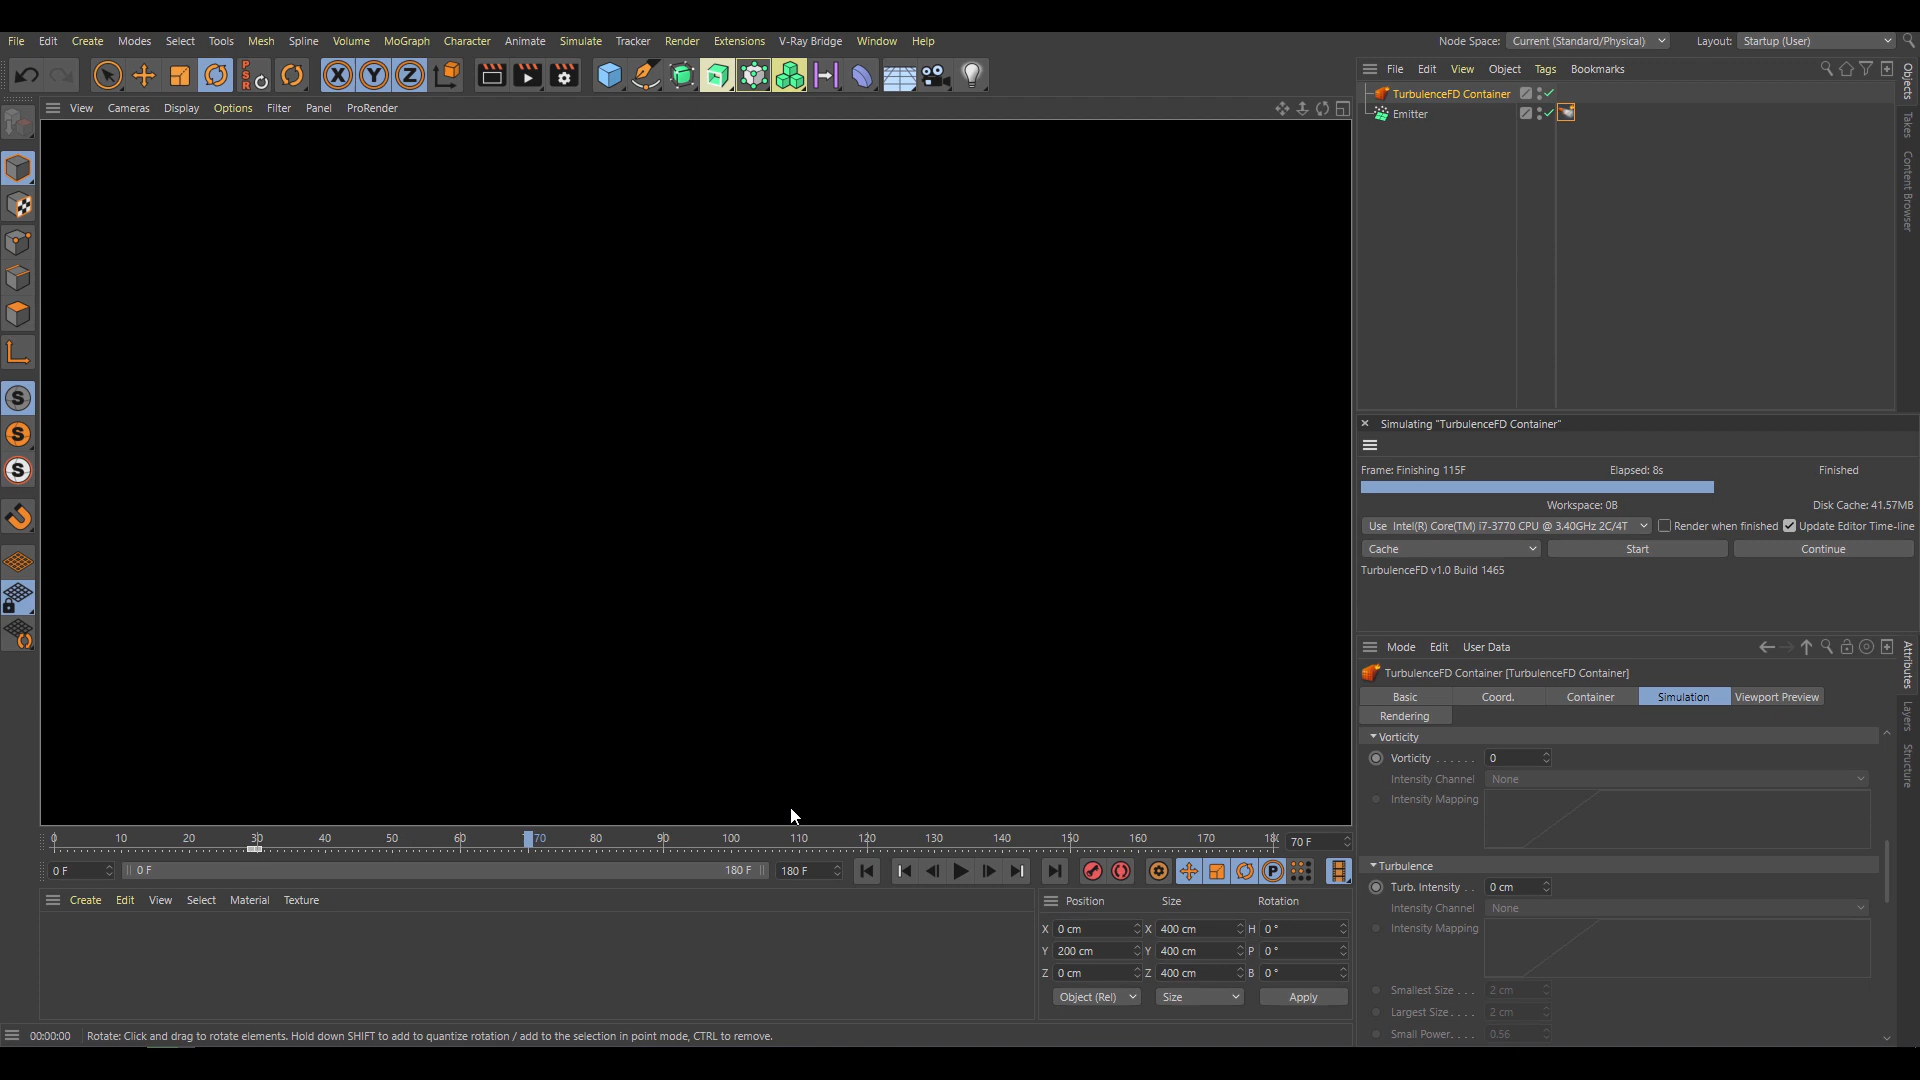 File Edit Create Modes Select Tools Mesh Spline Volume MoGraph Character Animate Simulate Tracker Render Extensions V-Ray Bridge Window Help Node Space: Current (Standard/Physical) Layout: Startup (User)
PSR X Y Z
File Edit View Object Tags Bookmarks
View Cameras Display Options Filter Panel ProRender
TurbulenceFD Container
Emitter
Objects
Takes
Content Browser
S
S
S
Simulating "TurbulenceFD Container"
Frame: Finishing 115F Elapsed: 8s Finished
Workspace: 0B Disk Cache: 41.57MB
Use Intel(R) Core(TM) i7-3770 CPU @ 3.40GHz 2C/4T Render when finished Update Editor Time-line
Cache Start Continue
TurbulenceFD v1.0 Build 1465
Mode Edit User Data
TurbulenceFD Container [TurbulenceFD Container]
Basic Coord. Container Simulation Viewport Preview
Rendering
Attributes
Layers
Structure
Vorticity
Vorticity . . . . . . 0
Intensity Channel None
Intensity Mapping
Turbulence
Turb. Intensity . . 0 cm
Intensity Channel None
Intensity Mapping
Smallest Size . . . 2 cm
Largest Size . . . . 2 cm
Small Power. . . . 0.56
0 10 20 30 40 50 60 70 80 90 100 110 120 130 140 150 160 170 180 70 F
0 F 0 F 180 F 180 F P
Create Edit View Select Material Texture
Position Size Rotation
X 0 cm X 400 cm H 0 °
Y 200 cm Y 400 cm P 0 °
Z 0 cm Z 400 cm B 0 °
Object (Rel) Size Apply
00:00:00 Rotate: Click and drag to rotate elements. Hold down SHIFT to add to quantize rotation / add to the selection in point mode, CTRL to remove.